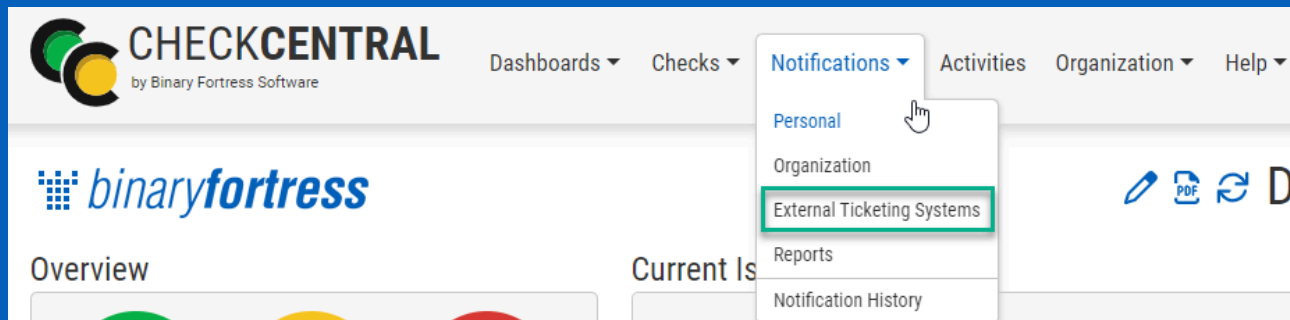 CHECKCENTRAL
by Binary Fortress Software
Dashboards Checks Notifications Activities Organization Help
Personal
Organization
External Ticketing Systems
Reports
Notification History
binaryfortress
PDF
D
Overview
Current Is